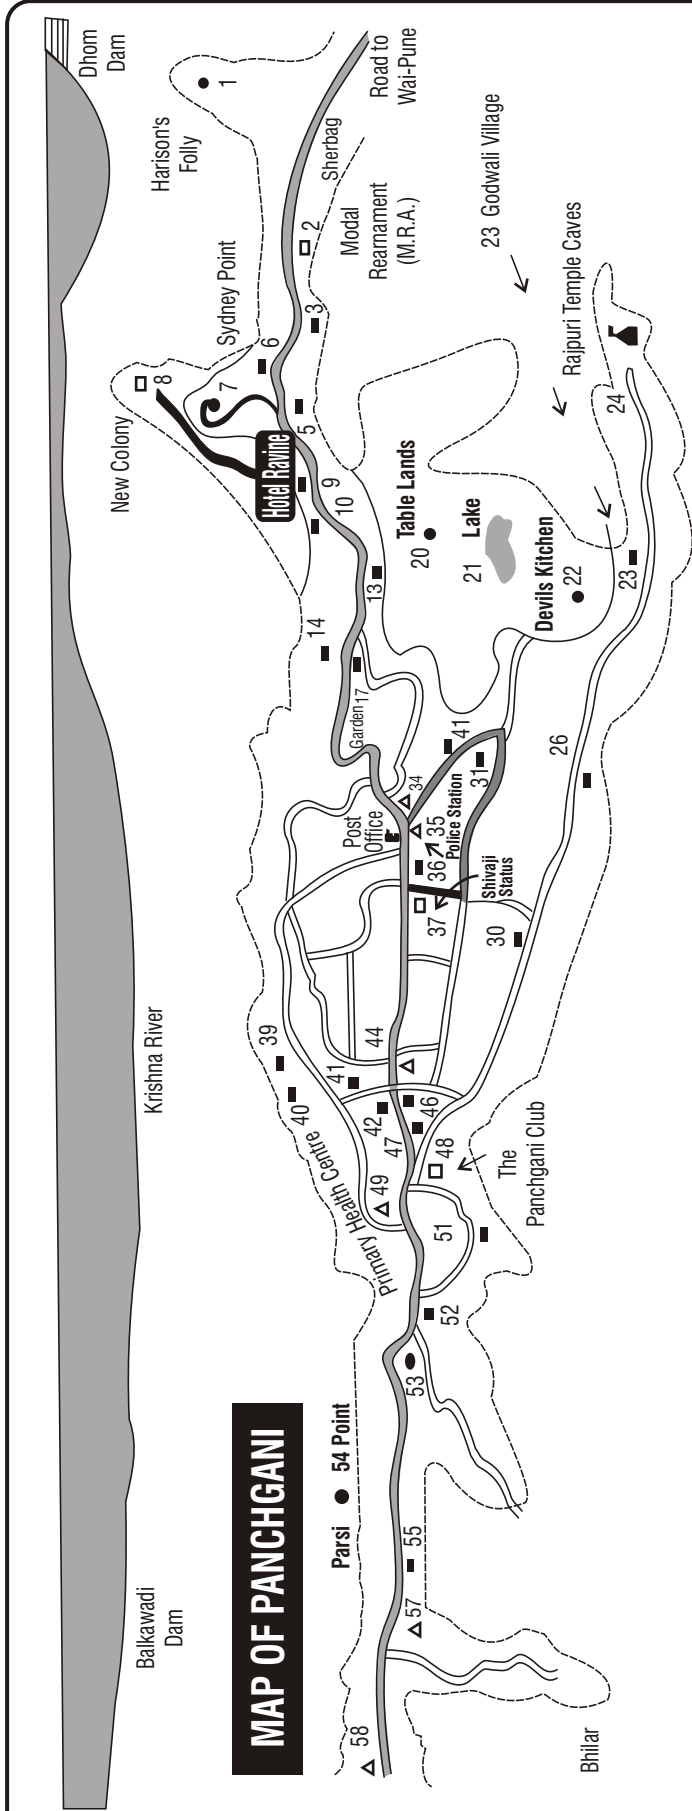 MAP OF PANCHGANI
Balkawadi
Dam
Krishna River
Dhom
Dam
Harison's
Folly
1
Road to
Wai-Pune
Sherbag
2
Modal
Rearnament
(M.R.A.)
23 Godwali Village
Rajpuri Temple Caves
Sydney Point
3
6
7
8
New Colony
Hotel Ravine
5
9
10
13
14
Garden
17
Table Lands
20
Lake
21
Devils Kitchen
22
23
24
26
41
31
34
Post
Office
35
Police Station
36
37
Shivaji
Status
30
39
40
41
42
44
46
47
48
The
Panchgani Club
Primary Health Centre
49
51
52
53
Parsi
54 Point
55
57
58
Bhilar